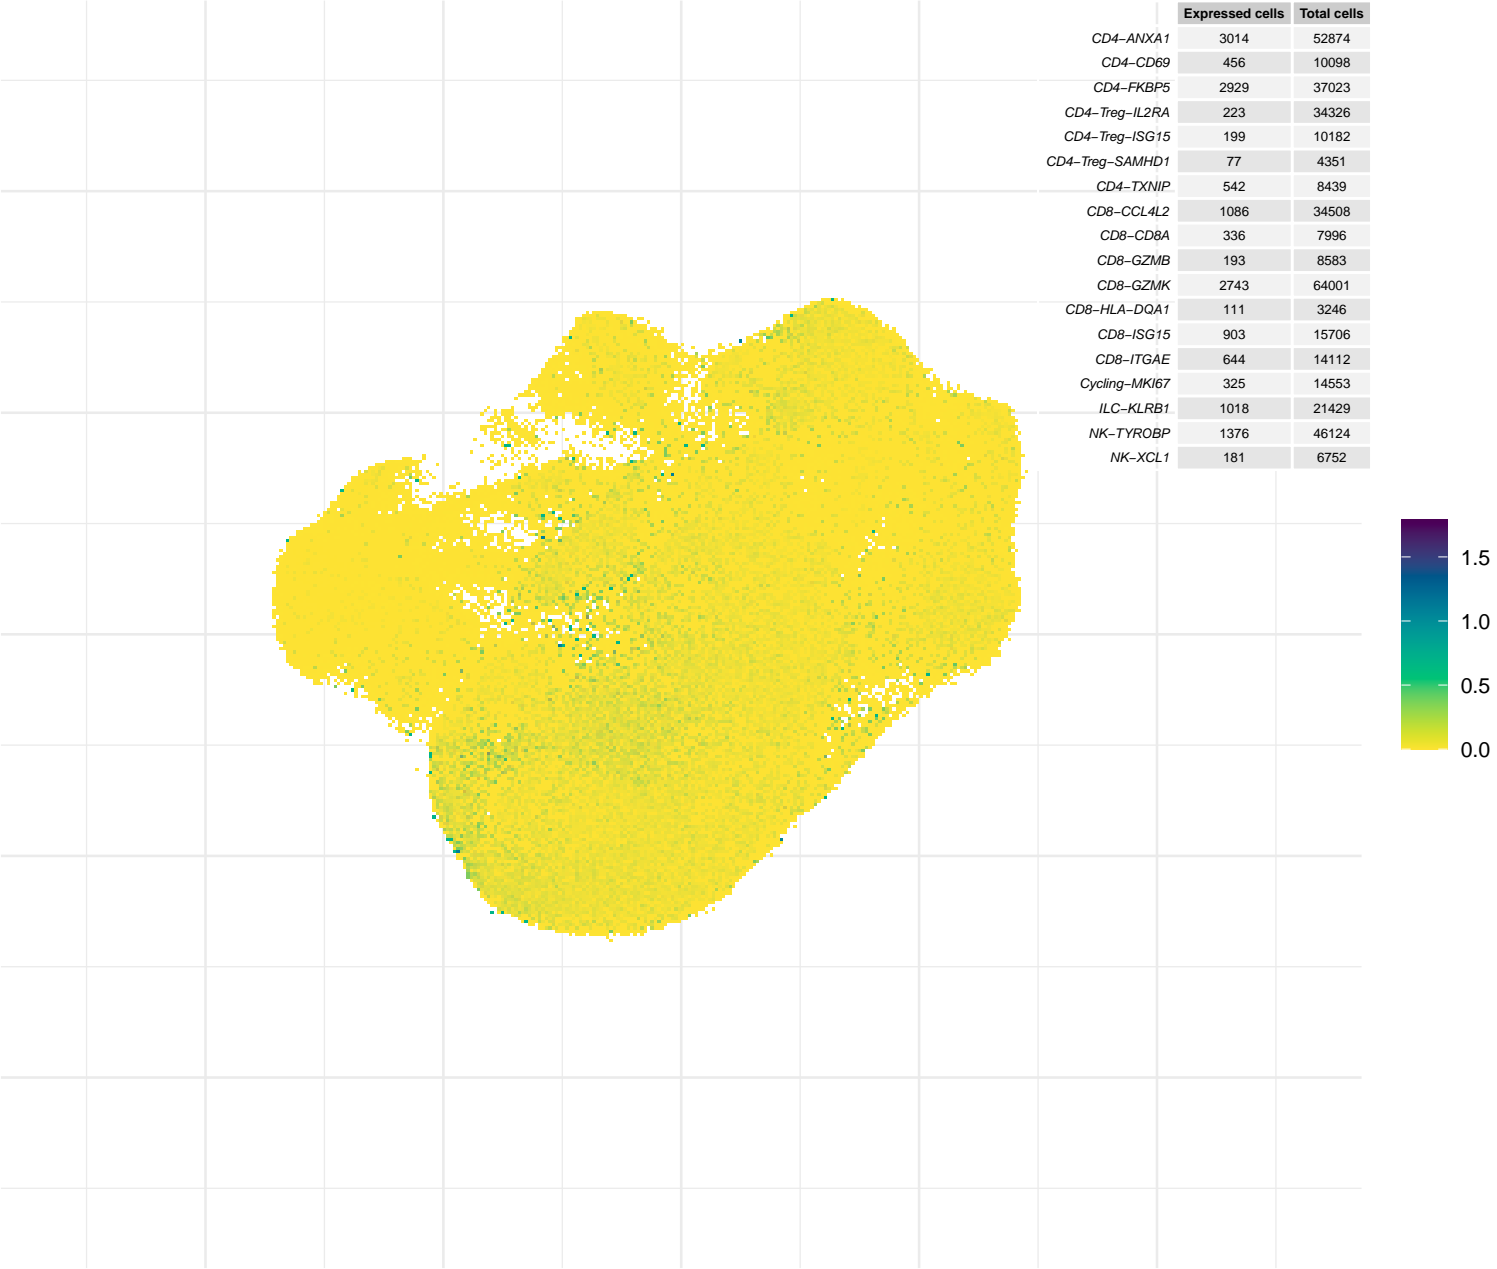 Expressed cells Total cells
CD4−ANXA1 3014 52874
CD4−CD69 456 10098
CD4−FKBP5 2929 37023
CD4−Treg−IL2RA 223 34326
CD4−Treg−ISG15 199 10182
CD4−Treg−SAMHD1 77 4351
CD4−TXNIP 542 8439
CD8−CCL4L2 1086 34508
CD8−CD8A 336 7996
CD8−GZMB 193 8583
CD8−GZMK 2743 64001
CD8−HLA−DQA1 111 3246
CD8−ISG15 903 15706
CD8−ITGAE 644 14112
Cycling−MKI67 325 14553
ILC−KLRB1 1018 21429
NK−TYROBP 1376 46124
NK−XCL1 181 6752
1.5
1.0
0.5
0.0